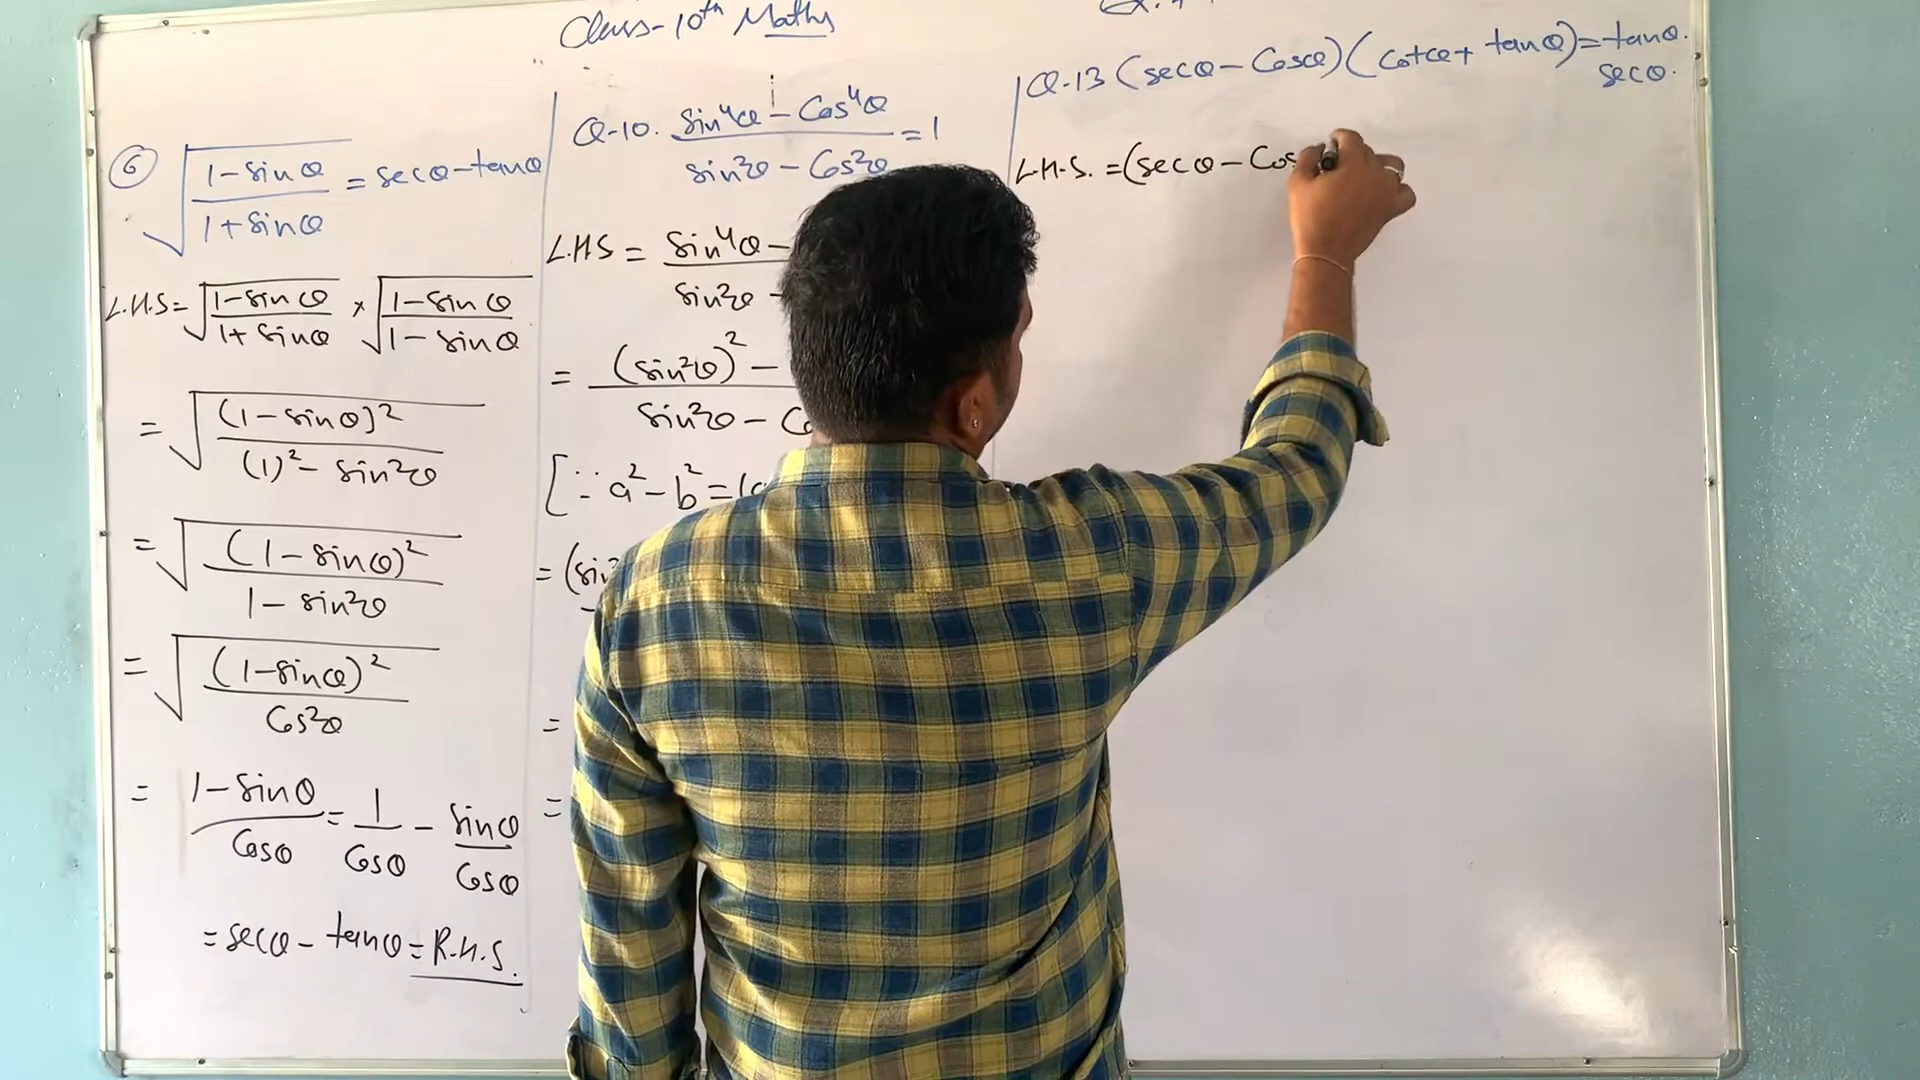 Class-10th Maths
6 √(1-sinθ / 1+sinθ) = secθ-tanθ
L.H.S = √(1-sinθ / 1+sinθ) × √(1-sinθ / 1-sinθ)
= √((1-sinθ)² / (1)²-sin²θ)
= √((1-sinθ)² / 1-sin²θ)
= √((1-sinθ)² / Cos²θ)
= 1-sinθ / Cosθ = 1 / Cosθ - sinθ / Cosθ
= secθ - tanθ = R.H.S.
Q-10. sin⁴θ - Cos⁴θ / sin²θ - Cos²θ = 1
L.H.S = sin⁴θ - / sin²θ -
= (sin²θ)² - / sin²θ - C
[∵ a²-b² =
= (sin²
=
=
Q.13 (secθ-Cosθ)(cotθ+tanθ)=tanθ. secθ.
L.H.S. = (secθ-Cos